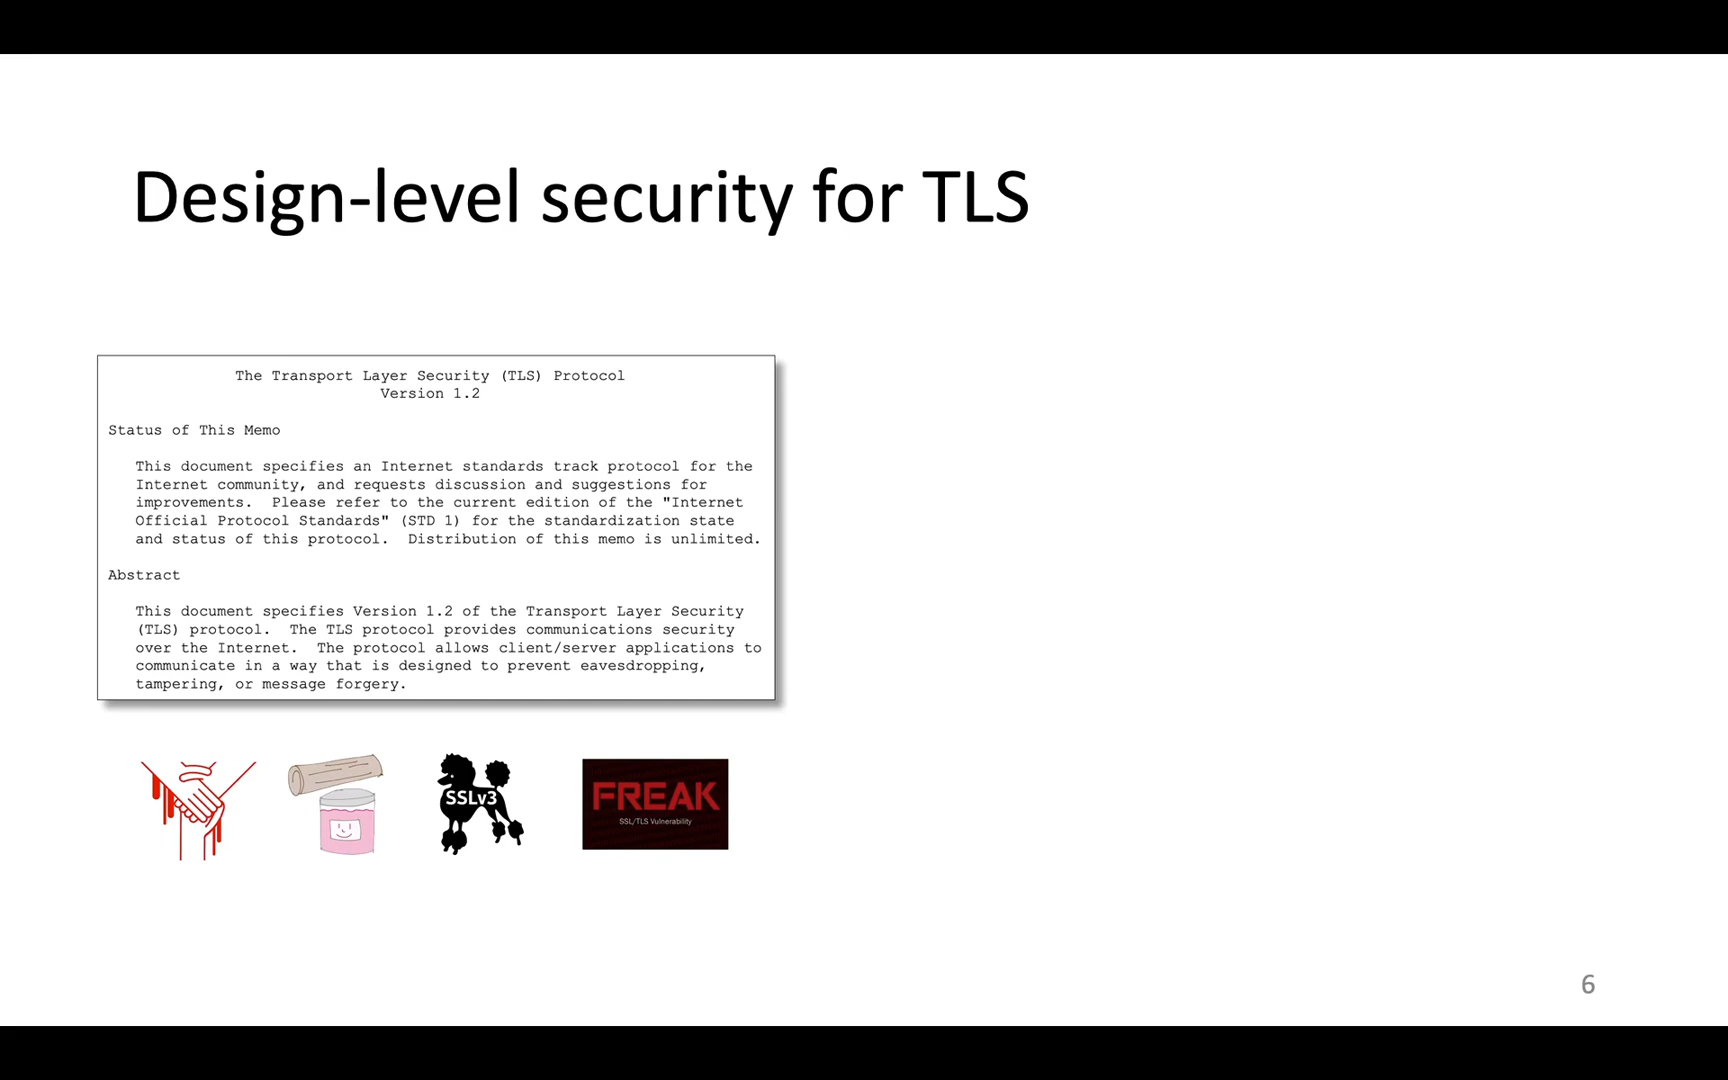 Design-level security for TLS
The Transport Layer Security (TLS) Protocol
Version 1.2
Status of This Memo
This document specifies an Internet standards track protocol for the
Internet community, and requests discussion and suggestions for
improvements.  Please refer to the current edition of the "Internet
Official Protocol Standards" (STD 1) for the standardization state
and status of this protocol.  Distribution of this memo is unlimited.
Abstract
This document specifies Version 1.2 of the Transport Layer Security
(TLS) protocol.  The TLS protocol provides communications security
over the Internet.  The protocol allows client/server applications to
communicate in a way that is designed to prevent eavesdropping,
tampering, or message forgery.
SSLv3
FREAK
SSL/TLS Vulnerability
6